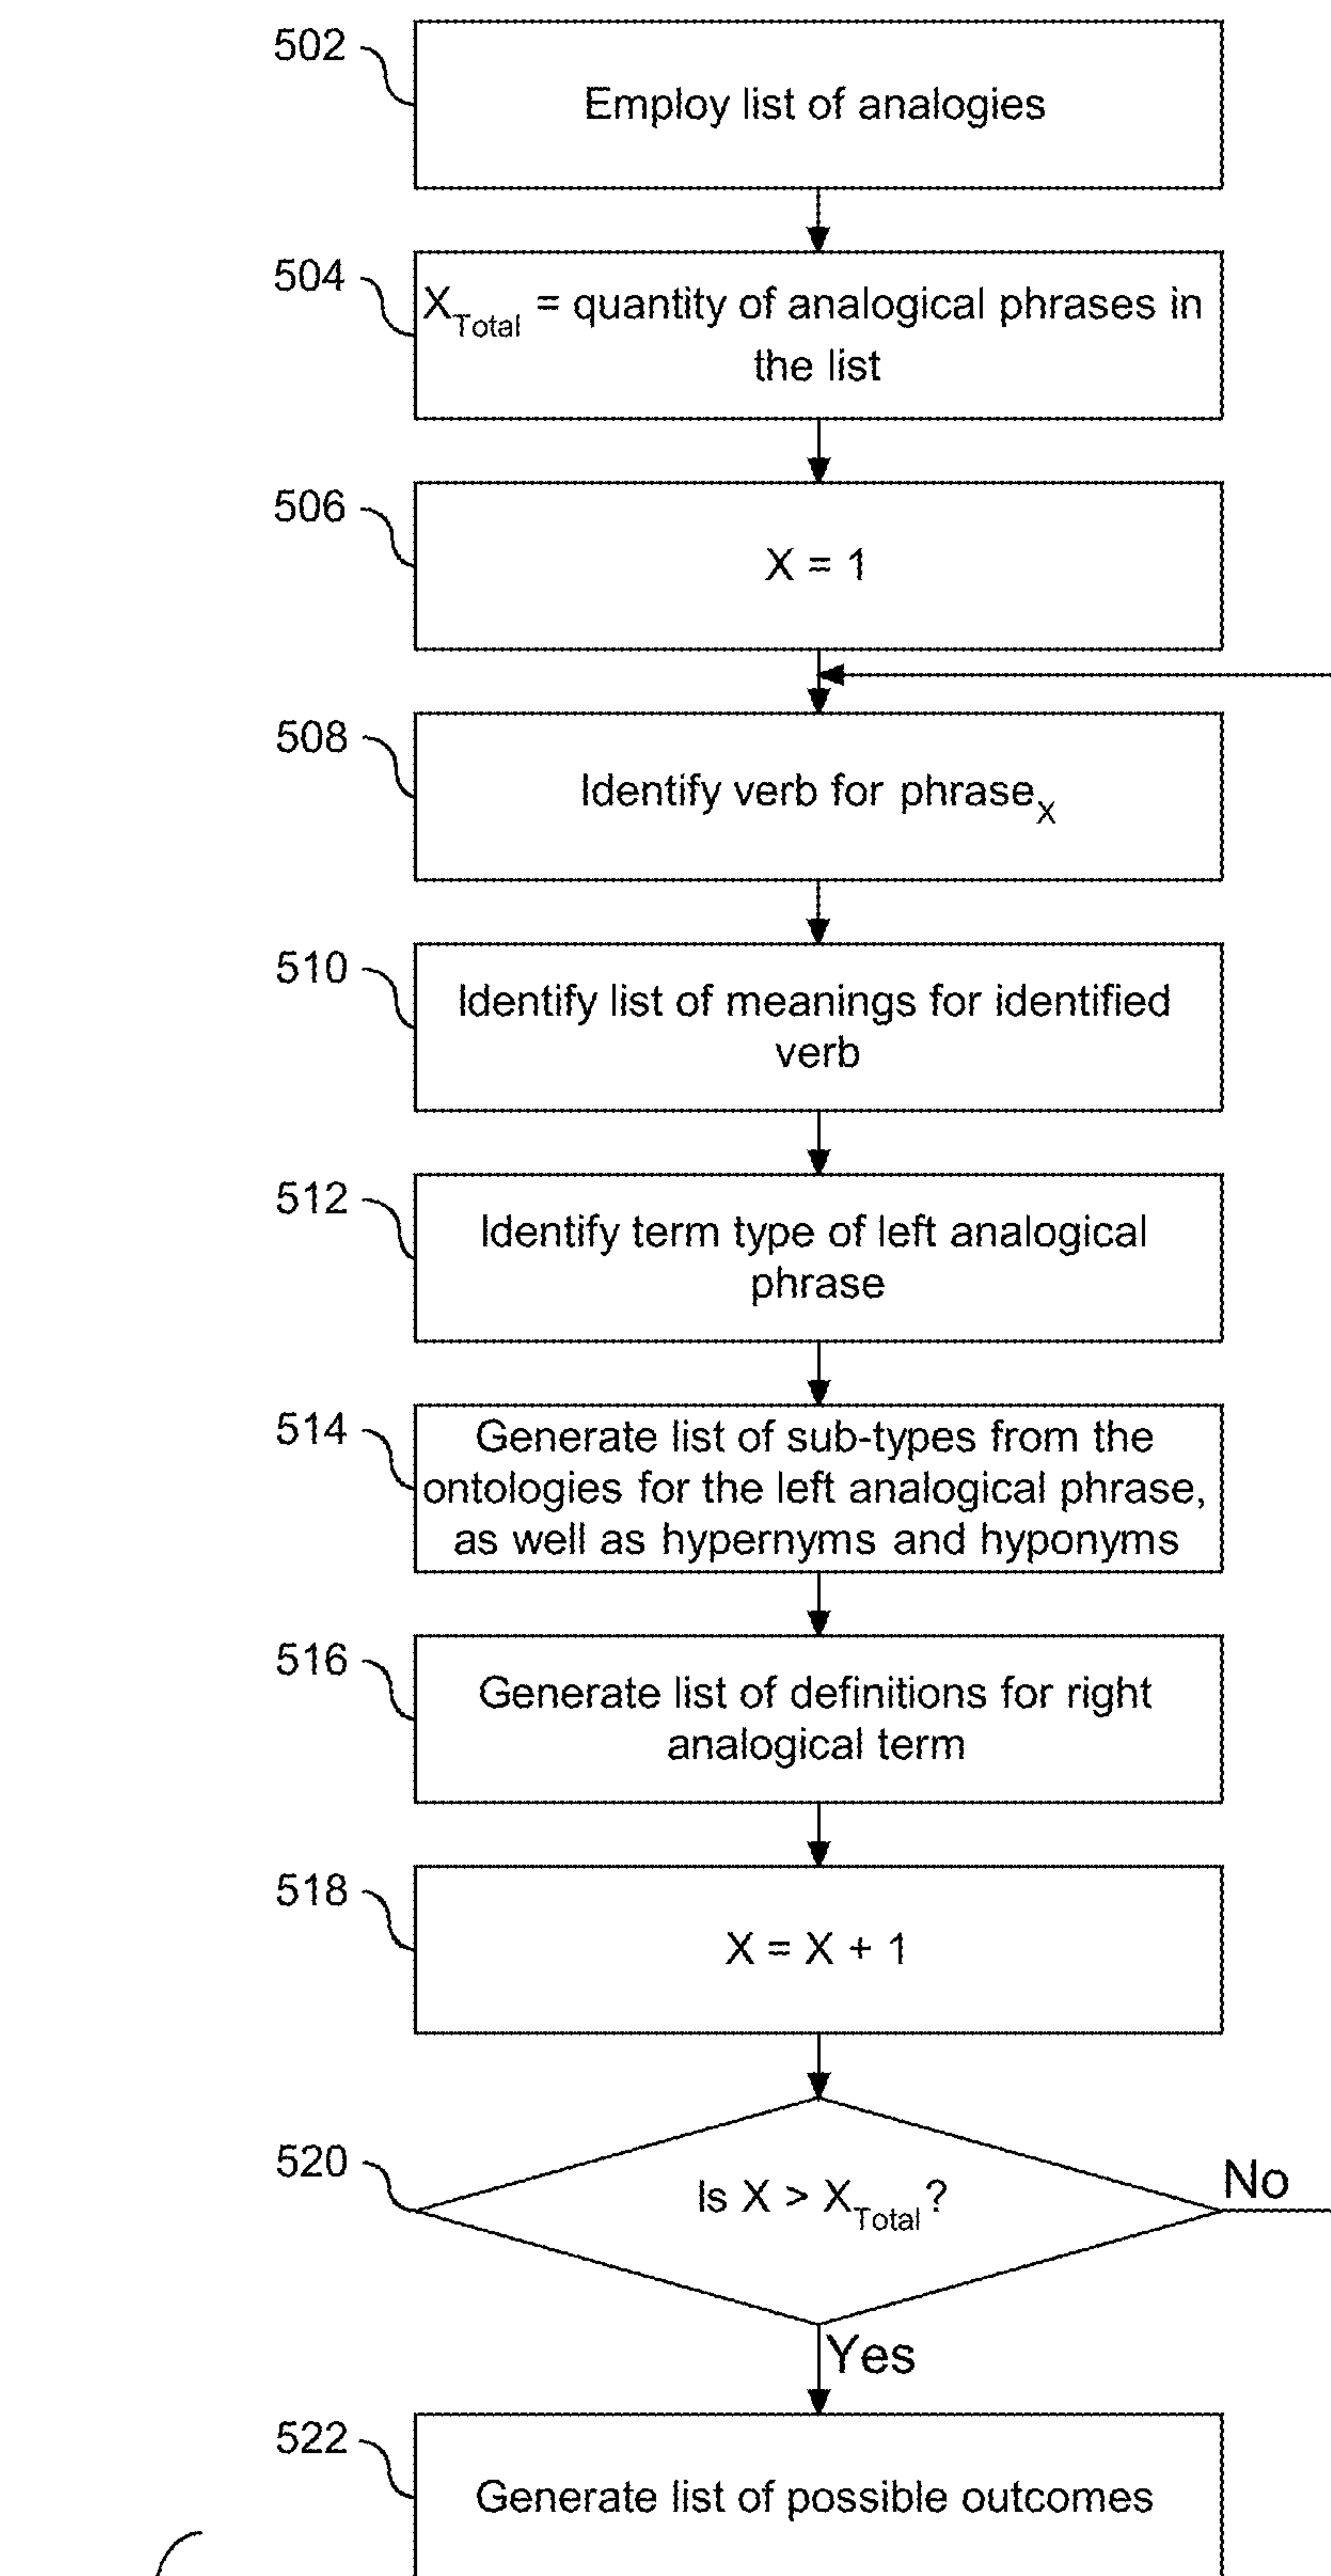 502
Employ list of analogies
504
X_Total = quantity of analogical phrases in
the list
506
X = 1
508
Identify verb for phrase_X
510
Identify list of meanings for identified
verb
512
Identify term type of left analogical
phrase
514
Generate list of sub-types from the
ontologies for the left analogical phrase,
as well as hypernyms and hyponyms
516
Generate list of definitions for right
analogical term
518
X = X + 1
520
Is X > X_Total?
No
Yes
522
Generate list of possible outcomes